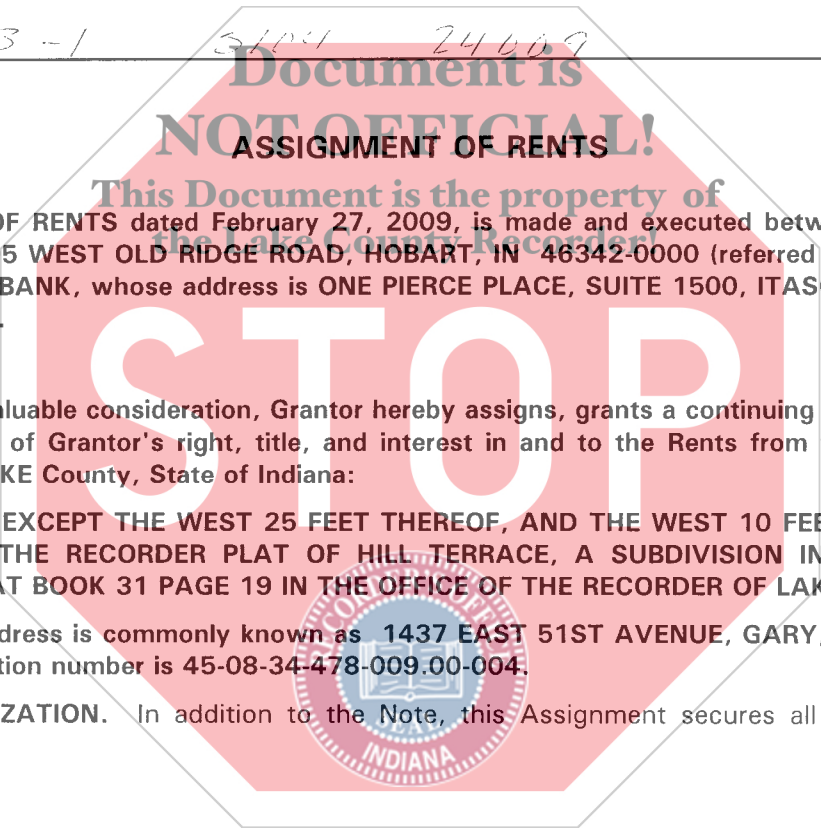 3-1 3104 24009
Document is
NOT OFFICIAL!
ASSIGNMENT OF RENTS
This Document is the property of
the Lake County Recorder!
OF RENTS dated February 27, 2009, is made and executed betw
5 WEST OLD RIDGE ROAD, HOBART, IN 46342-0000 (referred
BANK, whose address is ONE PIERCE PLACE, SUITE 1500, ITAS
.
STOP
aluable consideration, Grantor hereby assigns, grants a continuing
of Grantor's right, title, and interest in and to the Rents from
KE County, State of Indiana:
EXCEPT THE WEST 25 FEET THEREOF, AND THE WEST 10 FEE
THE RECORDER PLAT OF HILL TERRACE, A SUBDIVISION IN
AT BOOK 31 PAGE 19 IN THE OFFICE OF THE RECORDER OF LAK
dress is commonly known as 1437 EAST 51ST AVENUE, GARY,
tion number is 45-08-34-478-009.00-004.
IZATION. In addition to the Note, this Assignment secures all
RECORDER OFFICE
SEAL
INDIANA